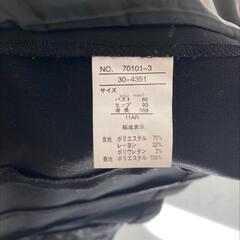 NO. 70101-3
30-4351
サイズ
バスト 86
ヒップ 93
身長 158
11AR
組成表示
表地 ポリエステル 76%
レーヨン 22%
ポリウレタン 2%
裏地 ポリエステル 100%